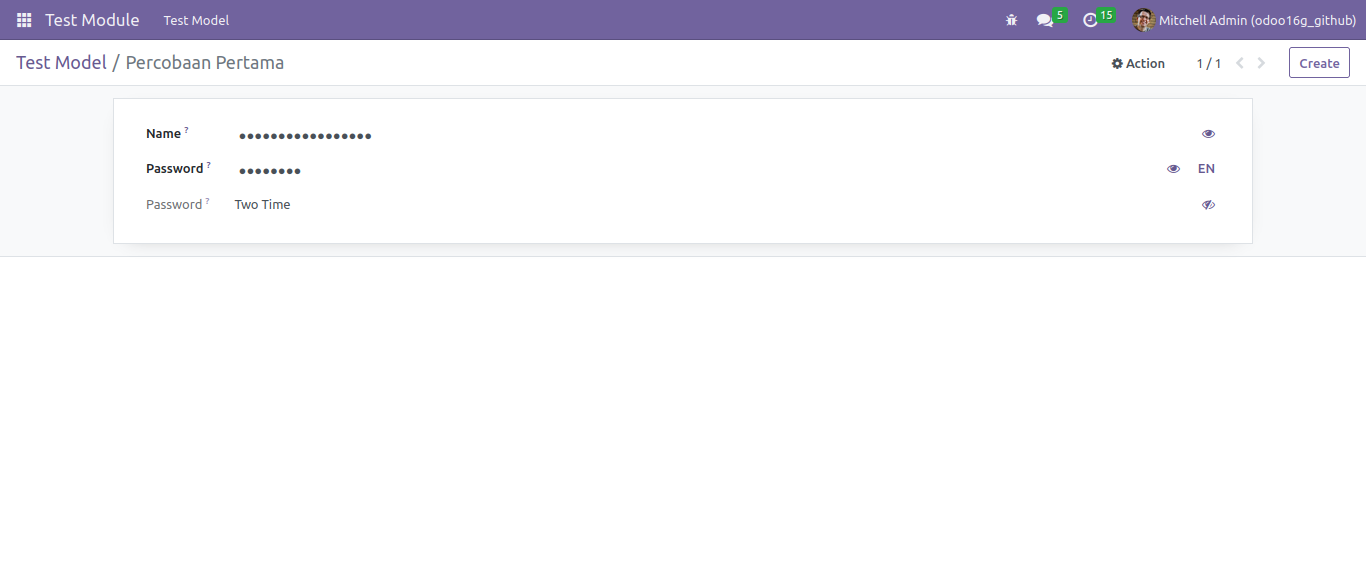 Test Module Test Model 5 15 Mitchell Admin (odoo16g_github)
Test Model / Percobaan Pertama Action 1 / 1 Create
Name ? •••••••••••••••••
Password ? •••••••• EN
Password ? Two Time